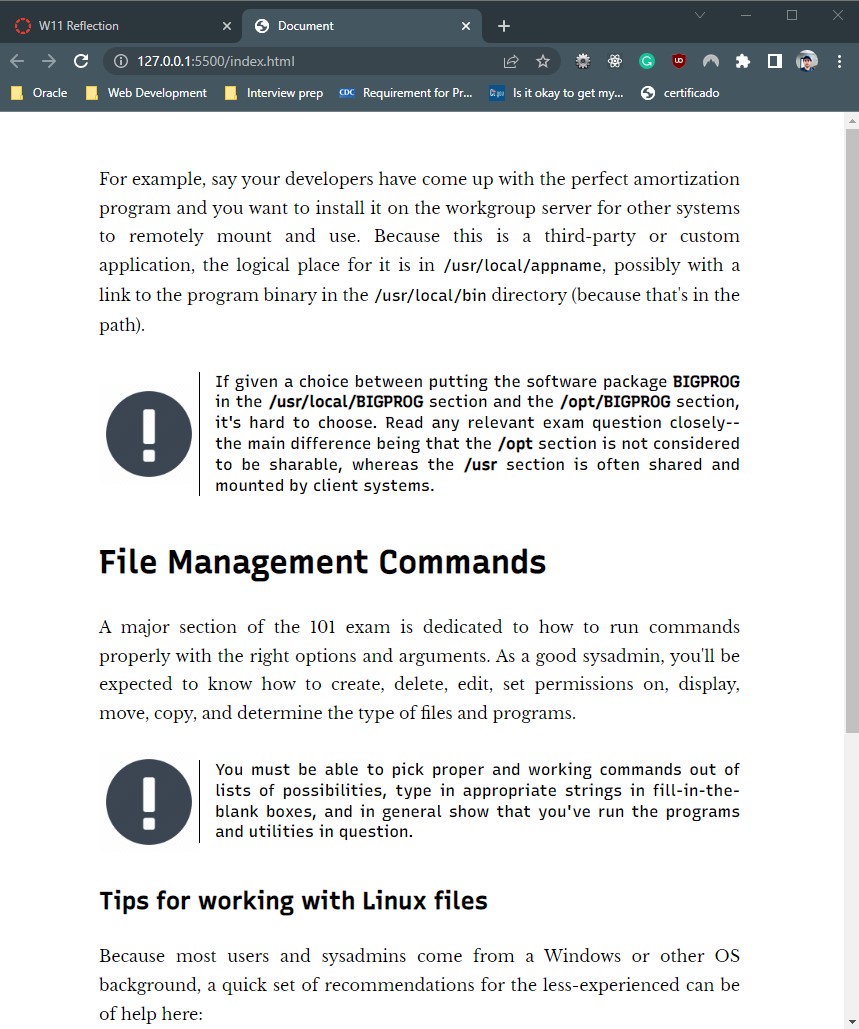 W11 Reflection
Document
127.0.0.1:5500/index.html
Oracle
Web Development
Interview prep
CDC
Requirement for Pr...
Is it okay to get my...
certificado
For example, say your developers have come up with the perfect amortization
program and you want to install it on the workgroup server for other systems
to remotely mount and use. Because this is a third-party or custom
application, the logical place for it is in /usr/local/appname, possibly with a
link to the program binary in the /usr/local/bin directory (because that's in the
path).
If given a choice between putting the software package BIGPROG
in the /usr/local/BIGPROG section and the /opt/BIGPROG section,
it's hard to choose. Read any relevant exam question closely--
the main difference being that the /opt section is not considered
to be sharable, whereas the /usr section is often shared and
mounted by client systems.
File Management Commands
A major section of the 101 exam is dedicated to how to run commands
properly with the right options and arguments. As a good sysadmin, you'll be
expected to know how to create, delete, edit, set permissions on, display,
move, copy, and determine the type of files and programs.
You must be able to pick proper and working commands out of
lists of possibilities, type in appropriate strings in fill-in-the-
blank boxes, and in general show that you've run the programs
and utilities in question.
Tips for working with Linux files
Because most users and sysadmins come from a Windows or other OS
background, a quick set of recommendations for the less-experienced can be
of help here: